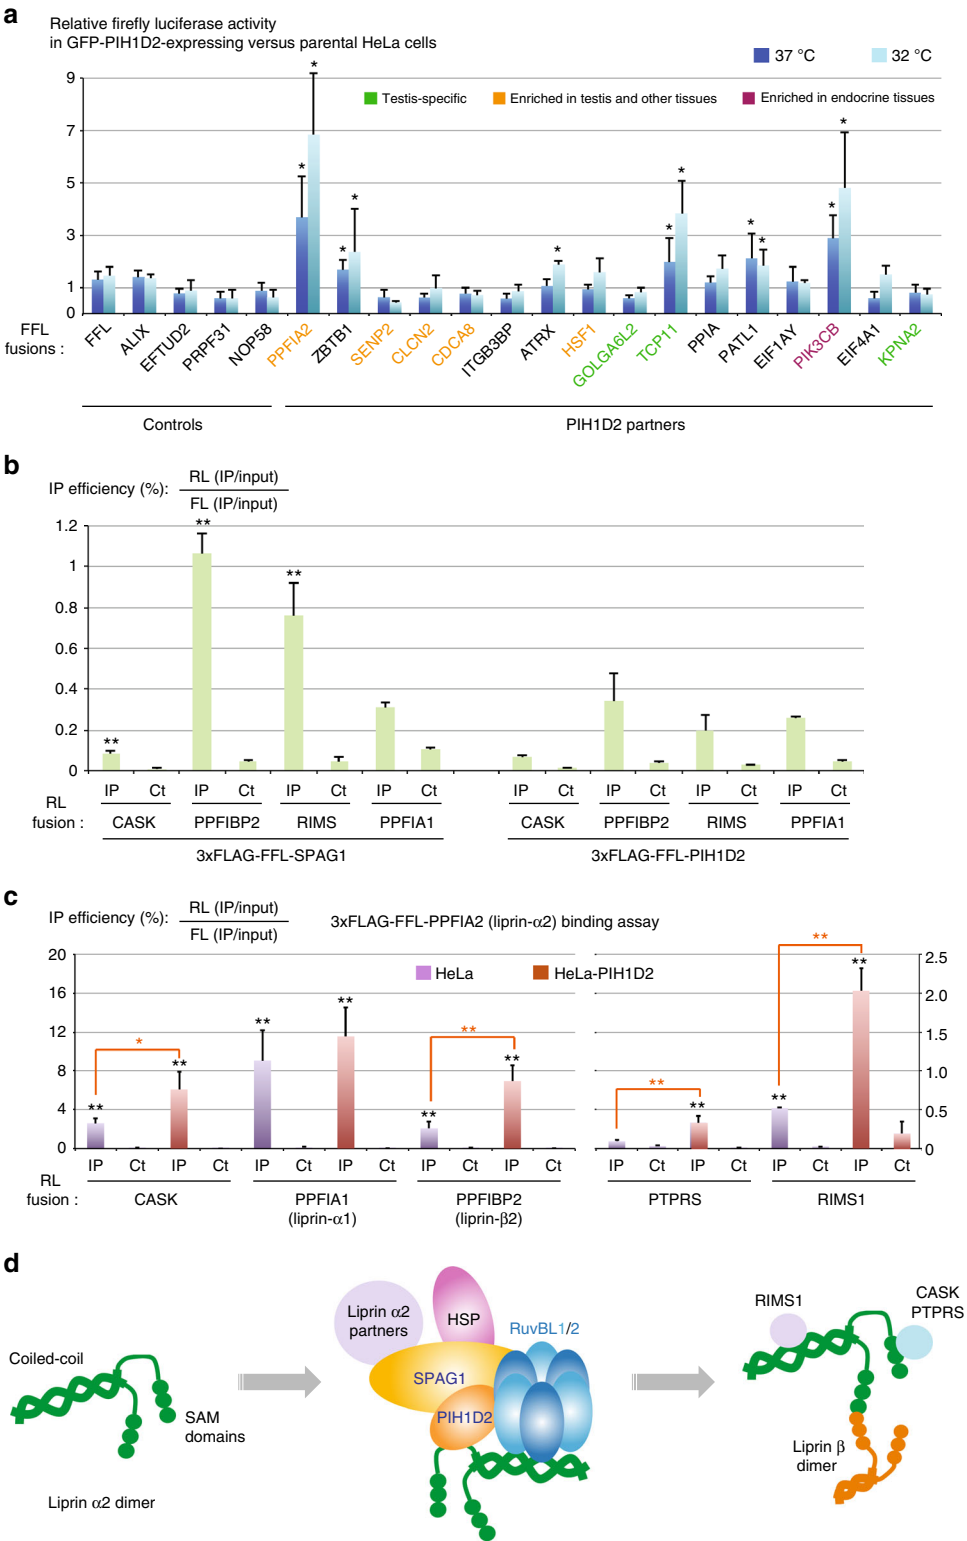 a
Relative firefly luciferase activity
in GFP-PIH1D2-expressing versus parental HeLa cells
37 °C
32 °C
Testis-specific
Enriched in testis and other tissues
Enriched in endocrine tissues
9
7
5
3
1
0
* * * * * * * * * * *
FFL
fusions :
FFL
ALIX
EFTUD2
PRPF31
NOP58
PPFIA2
ZBTB1
SENP2
CLCN2
CDCA8
ITGB3BP
ATRX
HSF1
GOLGA6L2
TCP11
PPIA
PATL1
EIF1AY
PIK3CB
EIF4A1
KPNA2
Controls
PIH1D2 partners
b
IP efficiency (%):
RL (IP/input)
FL (IP/input)
1.2
1
0.8
0.6
0.4
0.2
0
** ** **
IP Ct IP Ct IP Ct IP Ct IP Ct IP Ct IP Ct IP Ct
RL
fusion :
CASK PPFIBP2 RIMS PPFIA1 CASK PPFIBP2 RIMS PPFIA1
3xFLAG-FFL-SPAG1
3xFLAG-FFL-PIH1D2
c
IP efficiency (%):
RL (IP/input)
FL (IP/input)
3xFLAG-FFL-PPFIA2 (liprin-α2) binding assay
HeLa
HeLa-PIH1D2
20
16
12
8
4
0
2.5
2.0
1.5
1.0
0.5
0
** * ** ** ** ** ** ** ** ** ** ** **
IP Ct IP Ct IP Ct IP Ct IP Ct IP Ct IP Ct IP Ct IP Ct IP Ct
RL
fusion :
CASK
PPFIA1
(liprin-α1)
PPFIBP2
(liprin-β2)
PTPRS
RIMS1
d
Coiled-coil
SAM
domains
Liprin α2 dimer
Liprin α2
partners
HSP
RuvBL1/2
SPAG1
PIH1D2
RIMS1
CASK
PTPRS
Liprin β
dimer